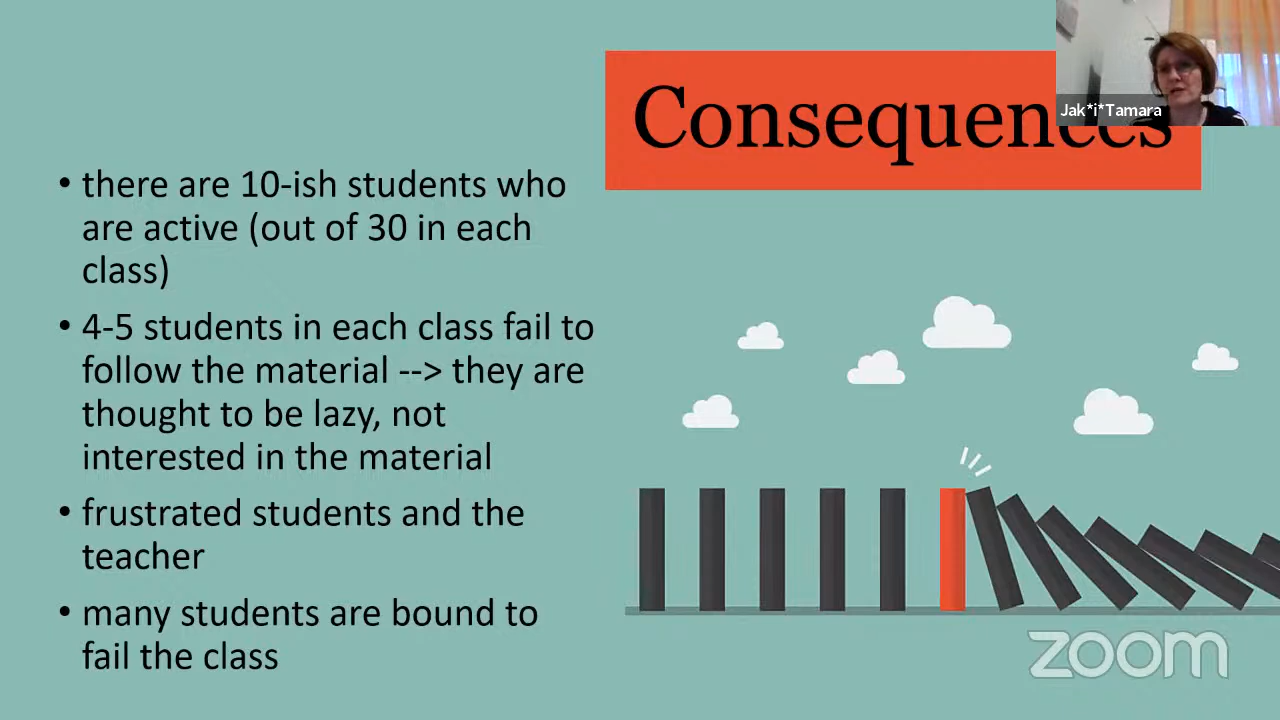 Consequences
Jak*i*Tamara
• there are 10-ish students who
are active (out of 30 in each
class)
• 4-5 students in each class fail to
follow the material --> they are
thought to be lazy, not
interested in the material
• frustrated students and the
teacher
• many students are bound to
fail the class
zoom